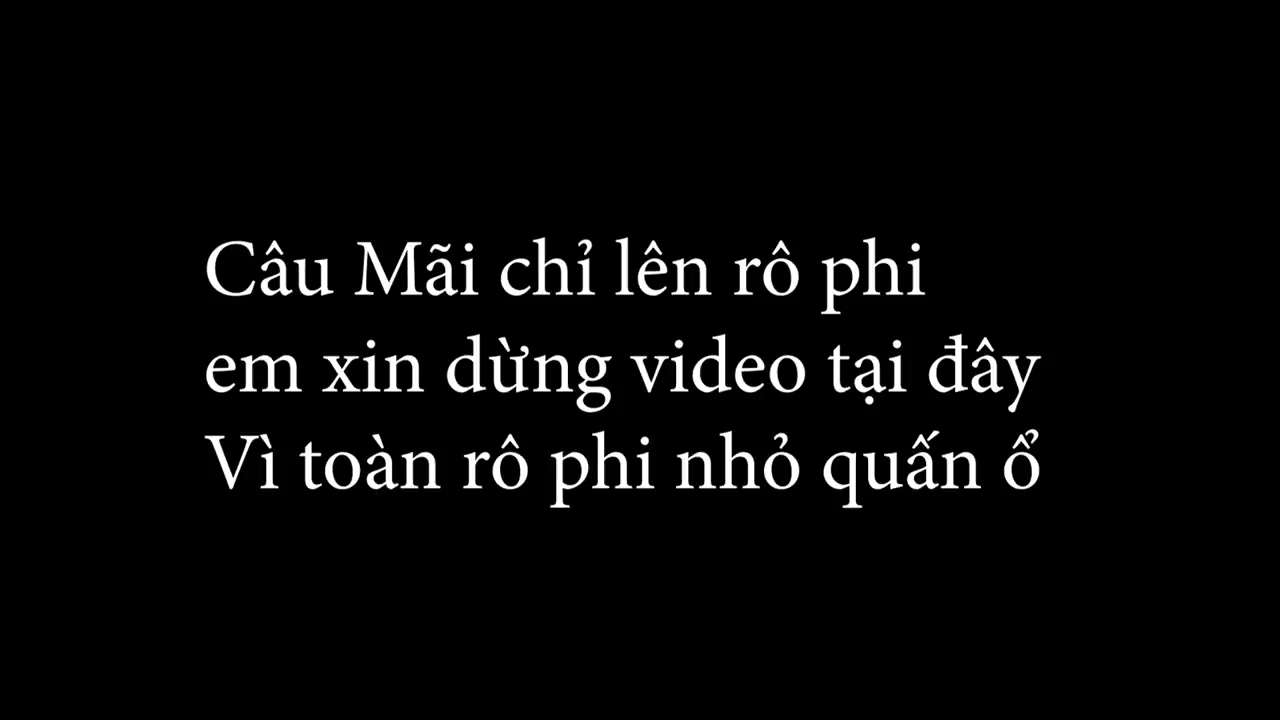 Câu Mãi chỉ lên rô phi
em xin dừng video tại đây
Vì toàn rô phi nhỏ quấn ổ